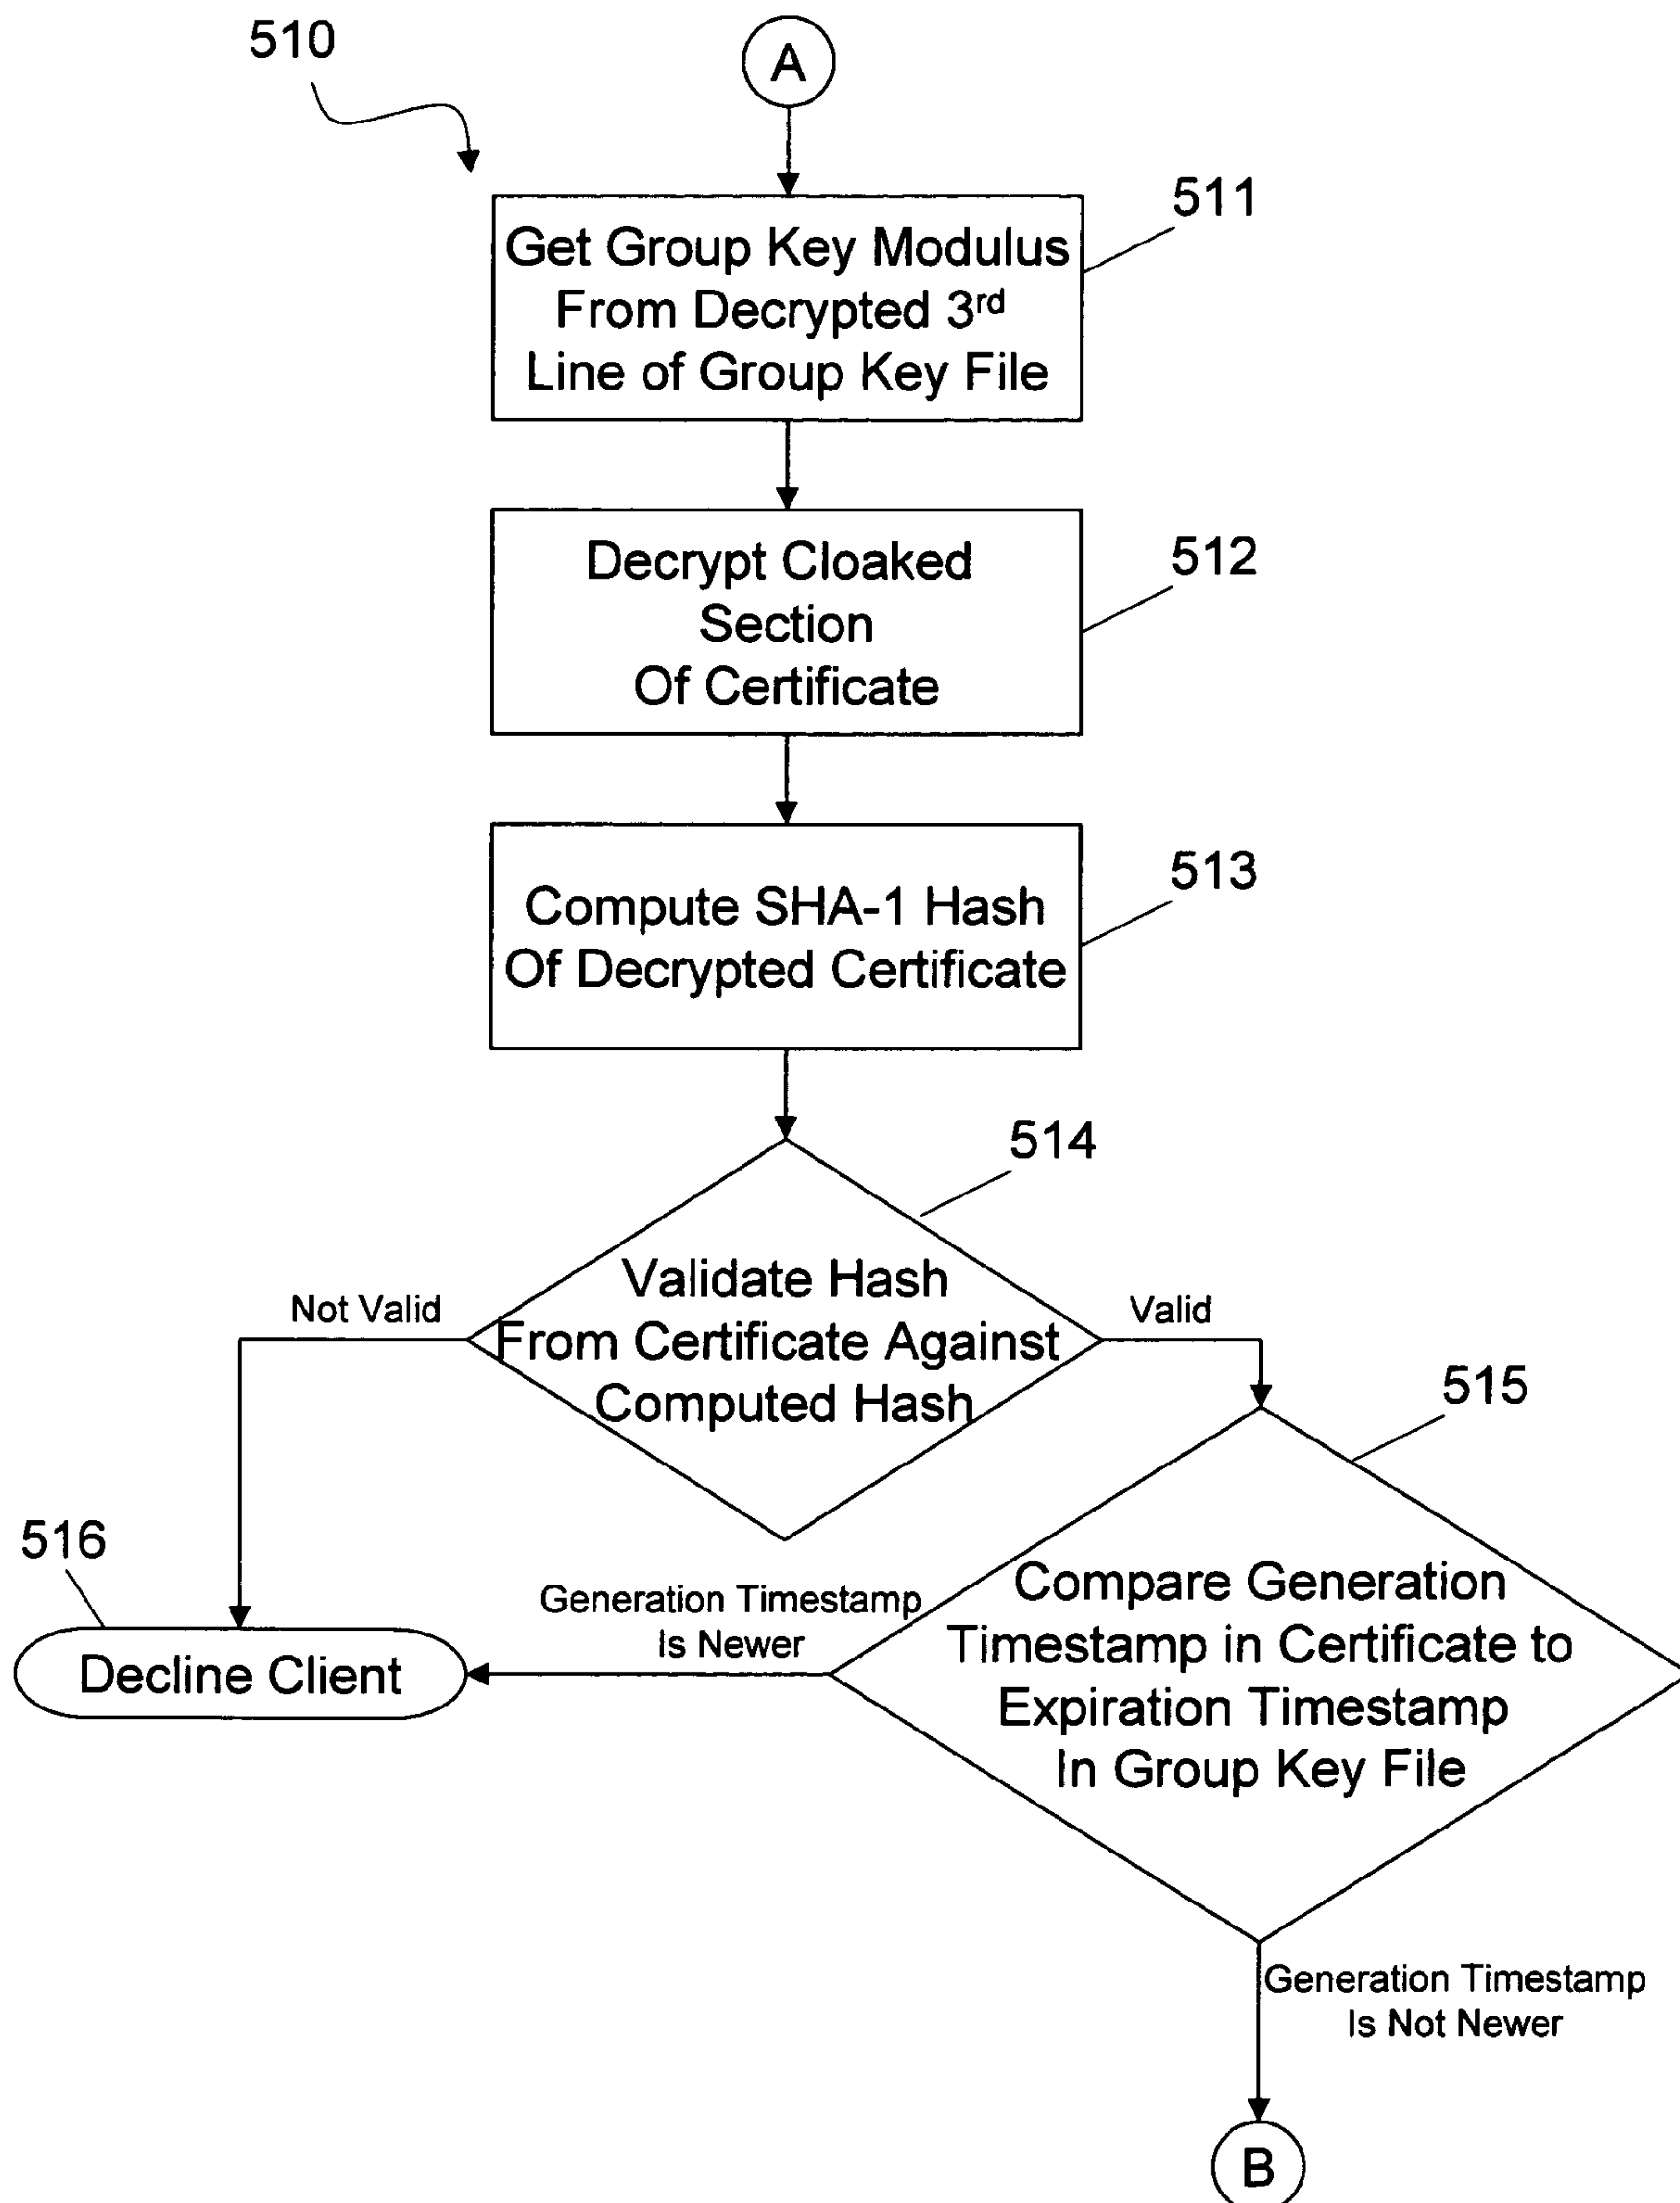 510
A
511
Get Group Key Modulus
From Decrypted 3rd
Line of Group Key File
512
Decrypt Cloaked
Section
Of Certificate
513
Compute SHA-1 Hash
Of Decrypted Certificate
514
Validate Hash
From Certificate Against
Computed Hash
Not Valid
Valid
515
516
Decline Client
Generation Timestamp
Is Newer
Compare Generation
Timestamp in Certificate to
Expiration Timestamp
In Group Key File
Generation Timestamp
Is Not Newer
B